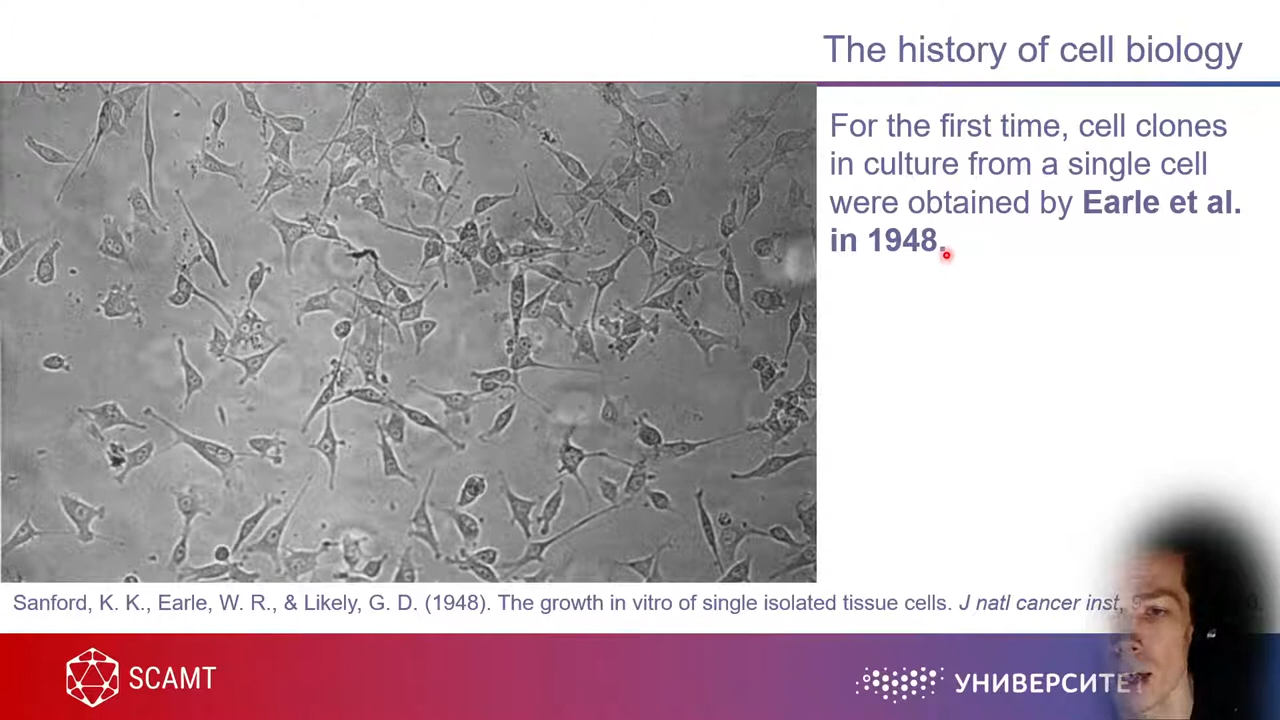 The history of cell biology
For the first time, cell clones
in culture from a single cell
were obtained by Earle et al.
in 1948.
Sanford, K. K., Earle, W. R., & Likely, G. D. (1948). The growth in vitro of single isolated tissue cells. J natl cancer inst,
SCAMT
УНИВЕРСИТЕТ